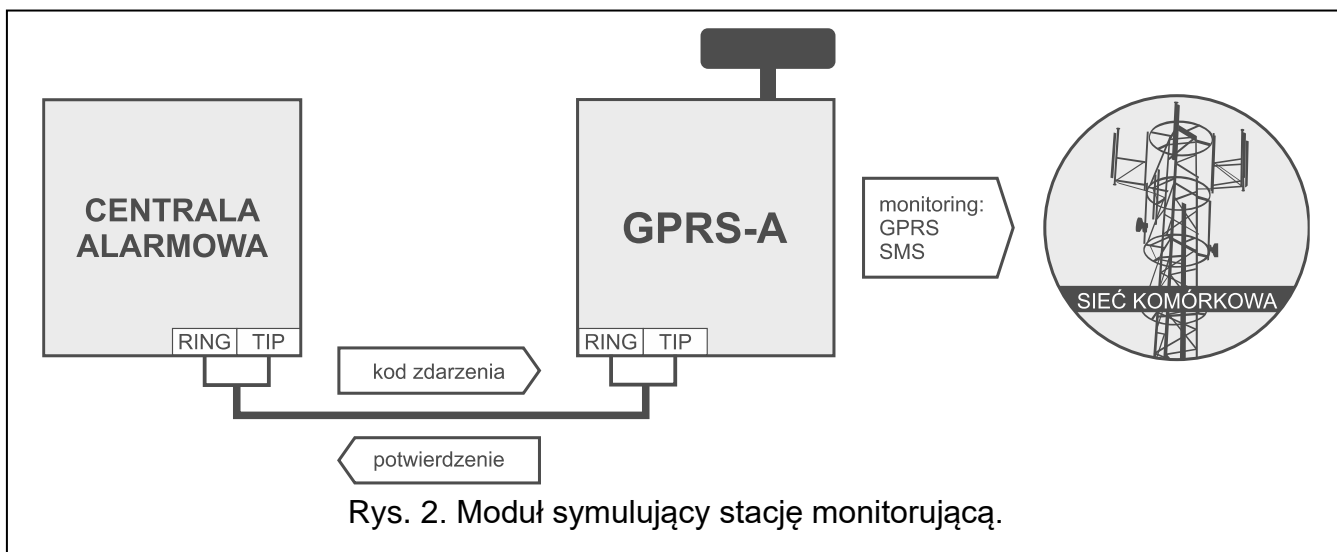 CENTRALA
ALARMOWA
RING TIP
GPRS-A
RING TIP
kod zdarzenia
potwierdzenie
monitoring:
GPRS
SMS
SIEĆ KOMÓRKOWA
Rys. 2. Moduł symulujący stację monitorującą.